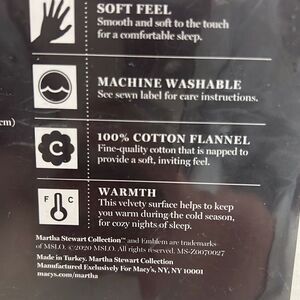 SOFT FEEL
Smooth and soft to the touch
for a comfortable sleep.
MACHINE WASHABLE
See sewn label for care instructions.
cm)
C
100% COTTON FLANNEL
Fine-quality cotton that is napped to
provide a soft, inviting feel.
F C
WARMTH
This velvety surface helps to keep
you warm during the cold season,
for cozy nights of sleep.
Martha Stewart Collection™ and Emblem are trademarks
of MSLO. ©2020 MSLO. All rights reserved. MS-Z0070027
Made in Turkey. Martha Stewart Collection
Manufactured Exclusively For Macy's, NY, NY 10001
macys.com/martha